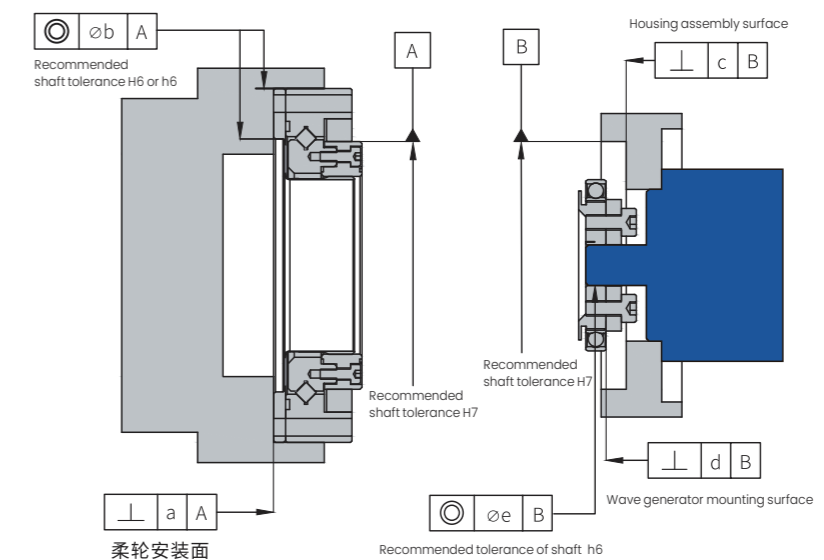 ◎ ⌀b A
Recommended
shaft tolerance H6 or h6
A
B
Housing assembly surface
⊥ c B
Recommended
shaft tolerance H7
Recommended
shaft tolerance H7
⊥ a A
柔轮安装面
⊥ d B
Wave generator mounting surface
◎ ⌀e B
Recommended tolerance of shaft h6